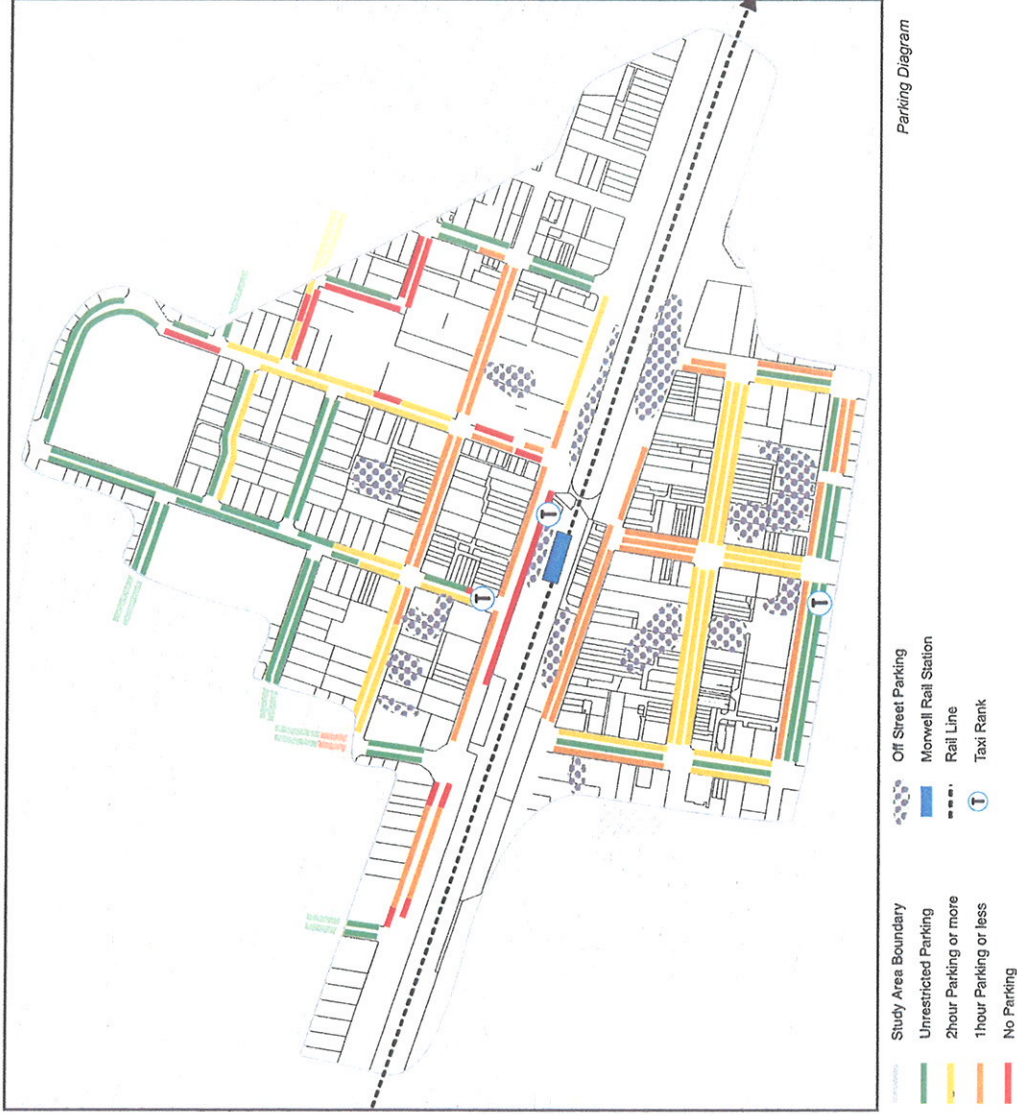 Parking Diagram
T
T
T
Study Area Boundary
Unrestricted Parking
2hour Parking or more
1hour Parking or less
No Parking
Off Street Parking
Morwell Rail Station
Rail Line
T
Taxi Rank